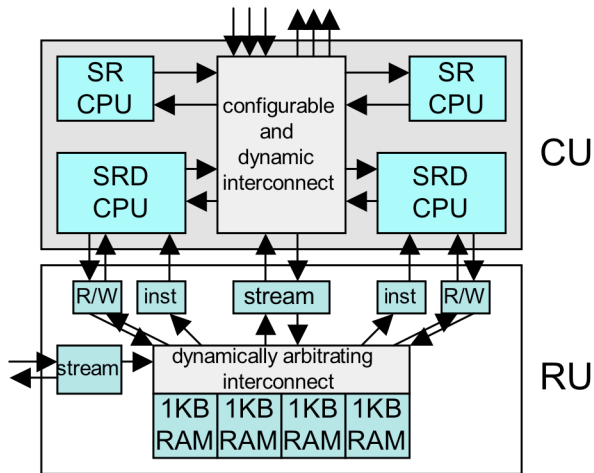 SR
CPU
configurable
and
dynamic
interconnect
SR
CPU
SRD
CPU
SRD
CPU
CU
R/W
inst
stream
inst
R/W
stream
dynamically arbitrating
interconnect
RU
1KB
RAM
1KB
RAM
1KB
RAM
1KB
RAM